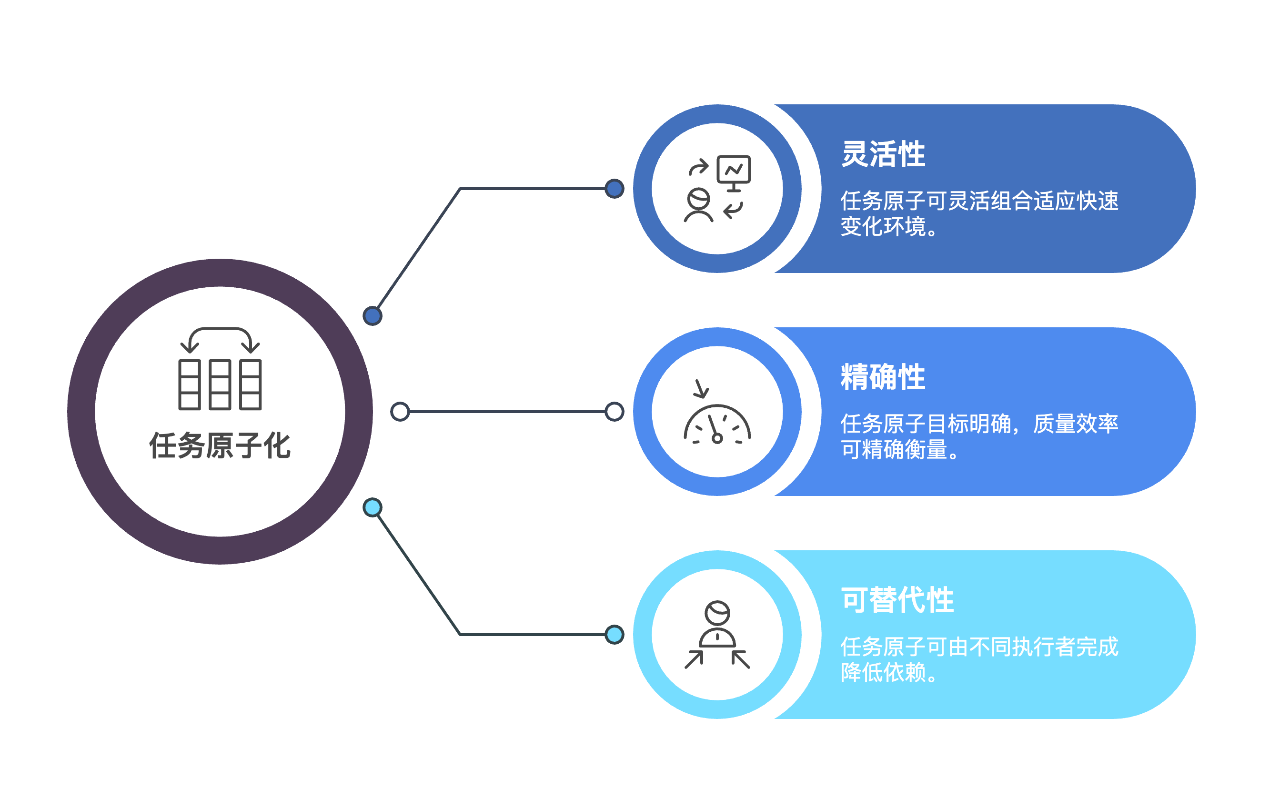 任务原子化
灵活性
任务原子可灵活组合适应快速
变化环境。
精确性
任务原子目标明确，质量效率
可精确衡量。
可替代性
任务原子可由不同执行者完成
降低依赖。